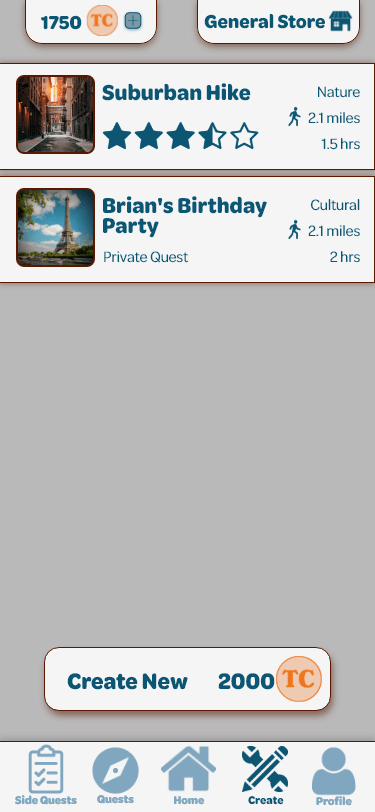 1750 TC
General Store
Suburban Hike
Nature
2.1 miles
1.5 hrs
Brian's Birthday
Party
Private Quest
Cultural
2.1 miles
2 hrs
Create New 2000 TC
Side Quests Quests Home Create Profile